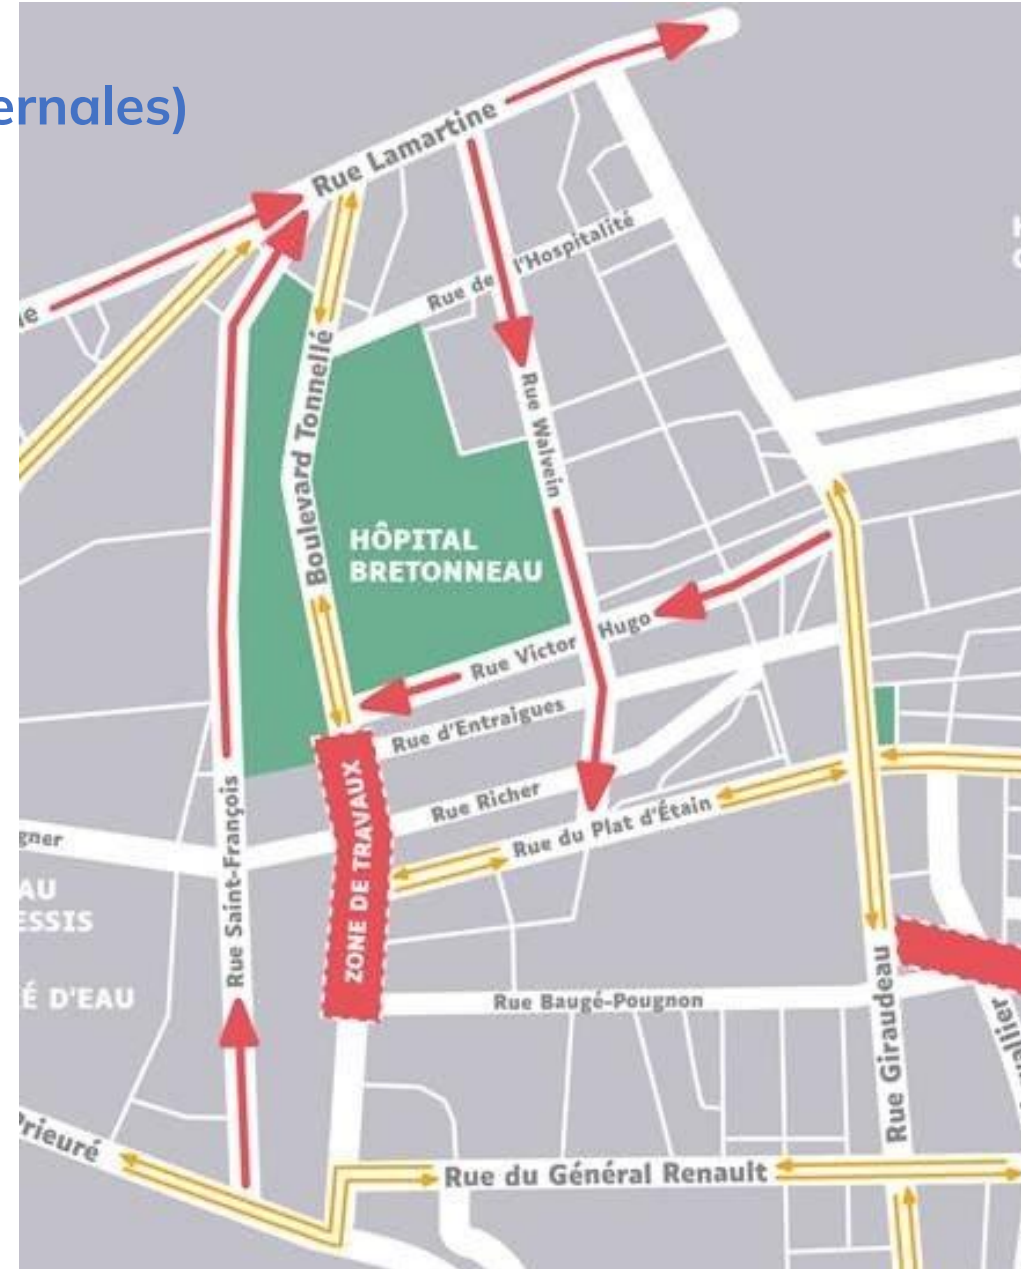 ernales)
Rue Lamartine
Rue de l'Hospitalité
Boulevard Tonnellé
Rue Walvein
HÔPITAL
BRETONNEAU
Rue Victor Hugo
Rue d'Entraigues
Rue Richer
Rue du Plat d'Étain
ZONE DE TRAVAUX
Rue Saint-François
gner
AU
ESSIS
É D'EAU
Rue Baugé-Pougnon
Rue Giraudeau
Prieuré
Rue du Général Renault